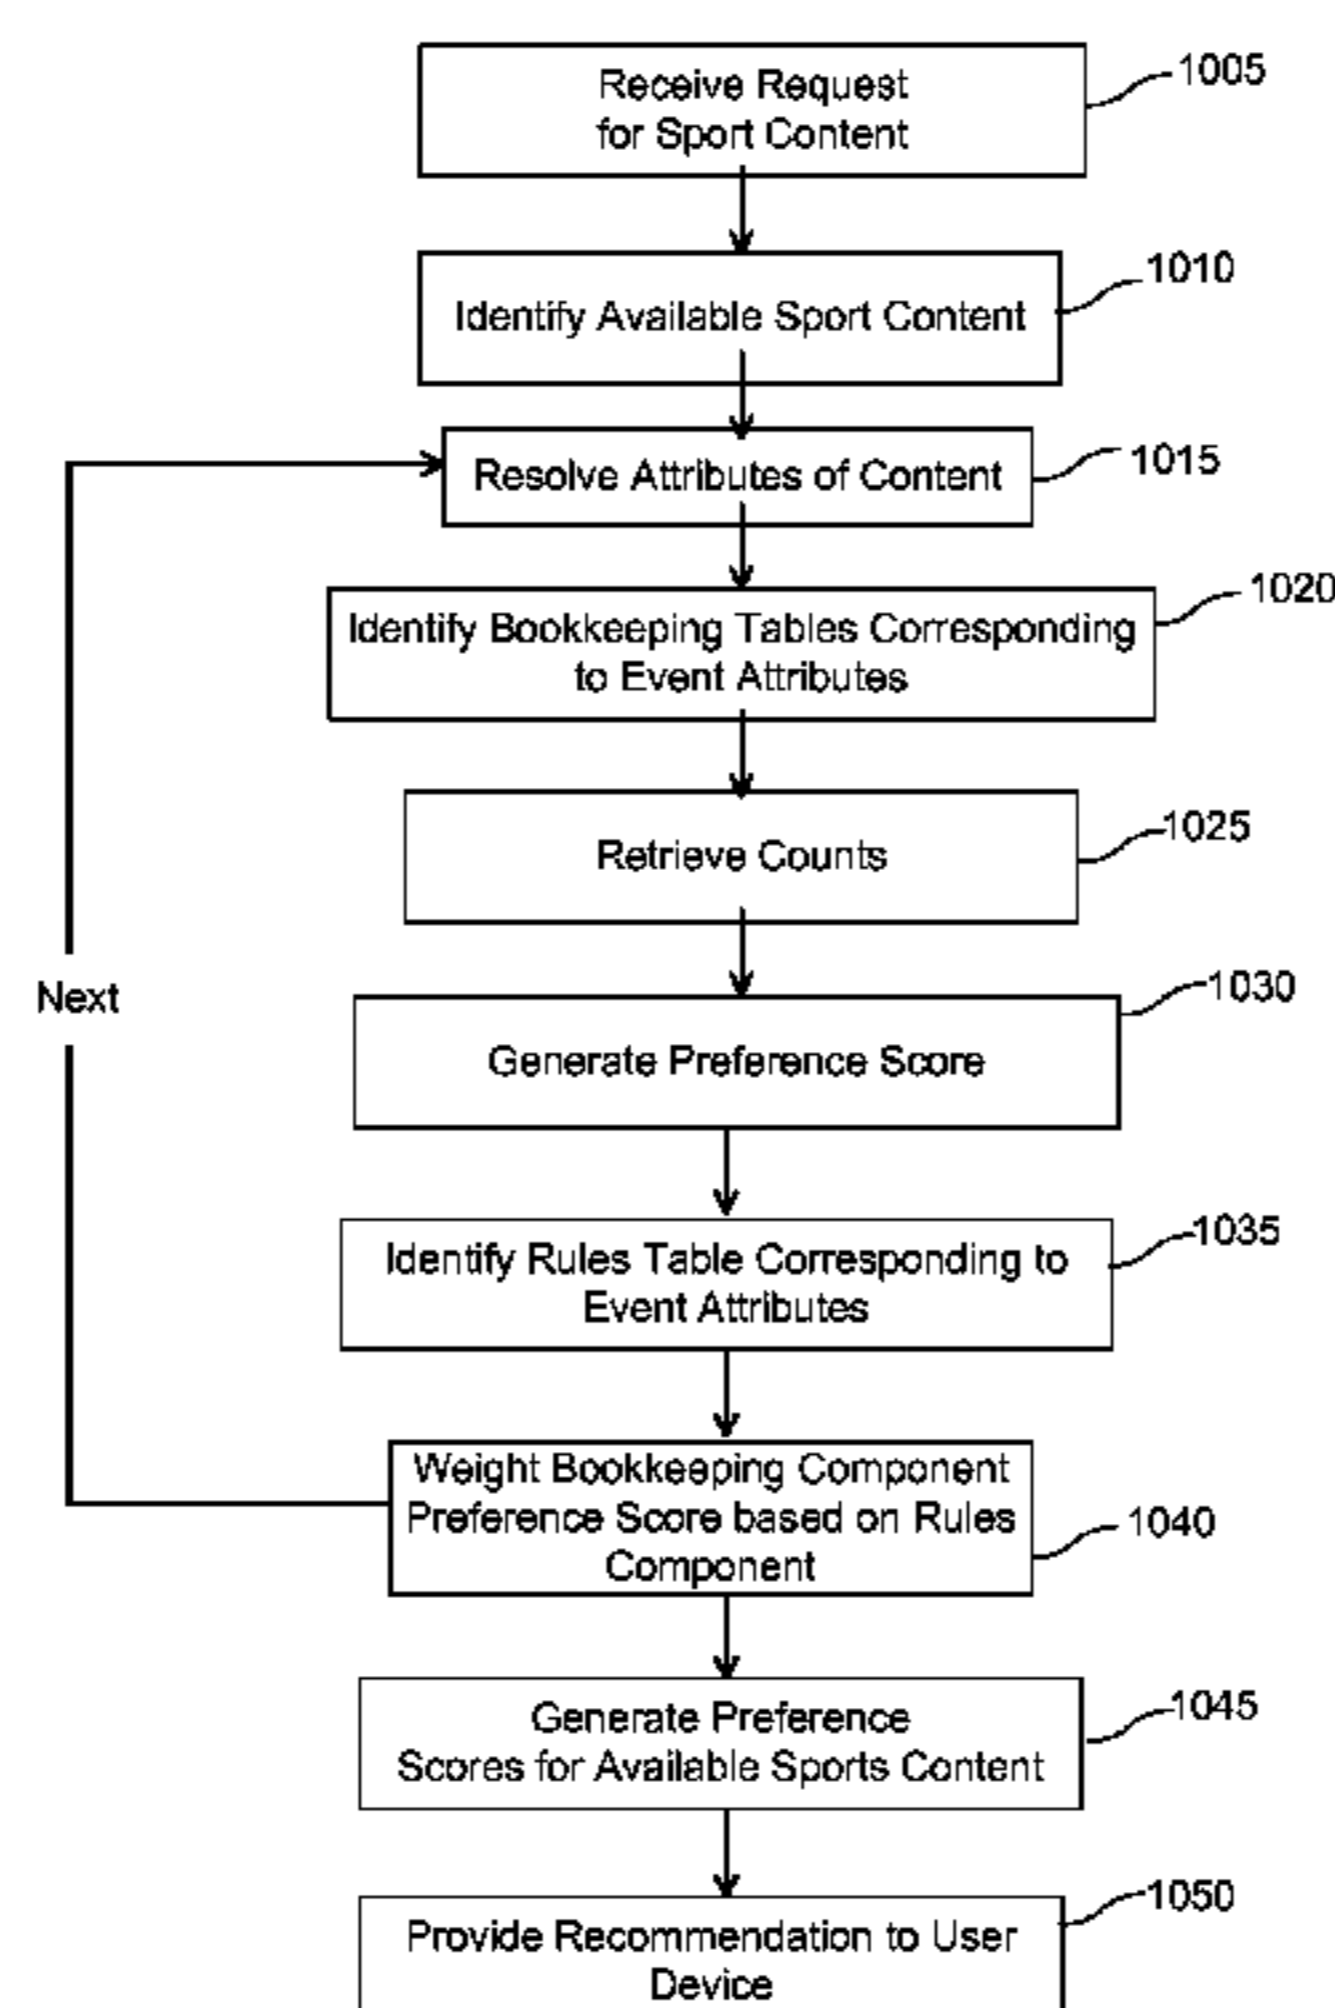 Receive Request
for Sport Content
1005
Identify Available Sport Content
1010
Resolve Attributes of Content
1015
Identify Bookkeeping Tables Corresponding
to Event Attributes
1020
Retrieve Counts
1025
Next
Generate Preference Score
1030
Identify Rules Table Corresponding to
Event Attributes
1035
Weight Bookkeeping Component
Preference Score based on Rules
Component
1040
Generate Preference
Scores for Available Sports Content
1045
Provide Recommendation to User
Device
1050